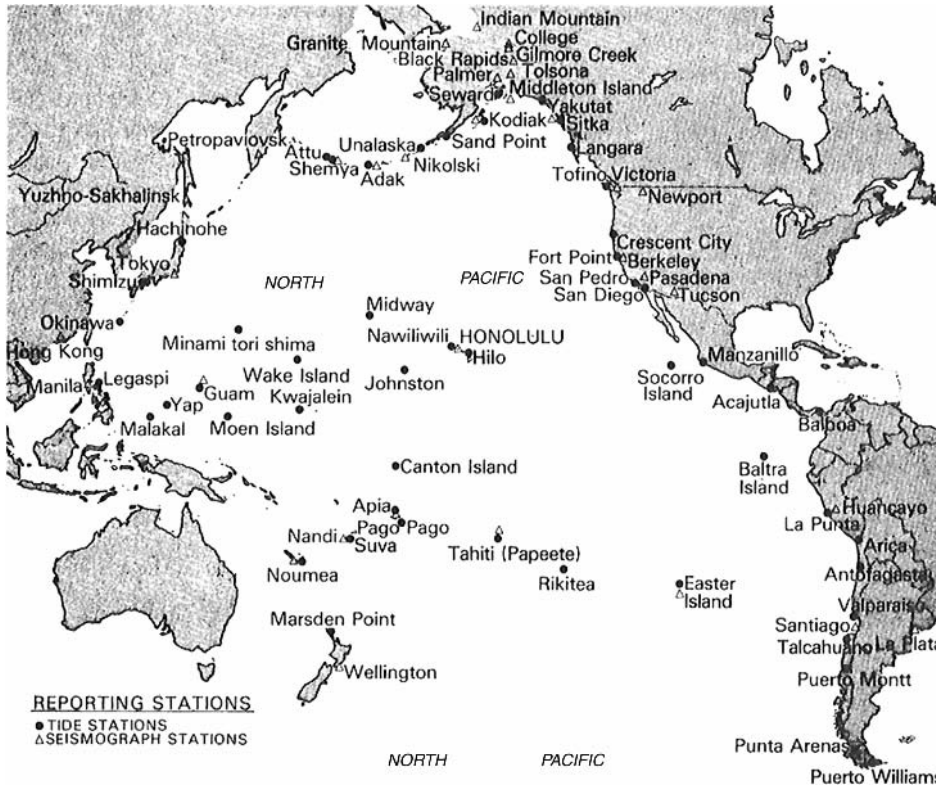 Indian Mountain
Granite Mountain College
Black Rapids Gilmore Creek
Palmer Tolsona
Seward Middleton Island
Yakutat
Kodiak Sitka
Petropaviovsk
Unalaska Sand Point
Attu
Shemya Nikolski Langara
Adak
Tofino Victoria
Yuzhno-Sakhalinsk Newport
Hachinohe
Crescent City
Tokyo Fort Point Berkeley
Shimizu NORTH PACIFIC San Pedro Pasadena
San Diego Tucson
Midway
Okinawa
Minami tori shima Nawiliwili HONOLULU
Hong Kong Hilo Manzanillo
Manila Legaspi Wake Island Johnston Socorro
Guam Kwajalein Island
Yap Acajutla
Malakal Moen Island Balboa
Canton Island Baltra
Island
Apia Huancayo
Pago Pago La Punta
Nandi Suva Tahiti (Papeete) Arica
Noumea Rikitea Antofagasta
Easter
Island
Valparaiso
Marsden Point Santiago
Talcahuano La Plata
Wellington
Puerto Montt
REPORTING STATIONS
TIDE STATIONS
SEISMOGRAPH STATIONS
Punta Arenas
NORTH PACIFIC
Puerto Williams